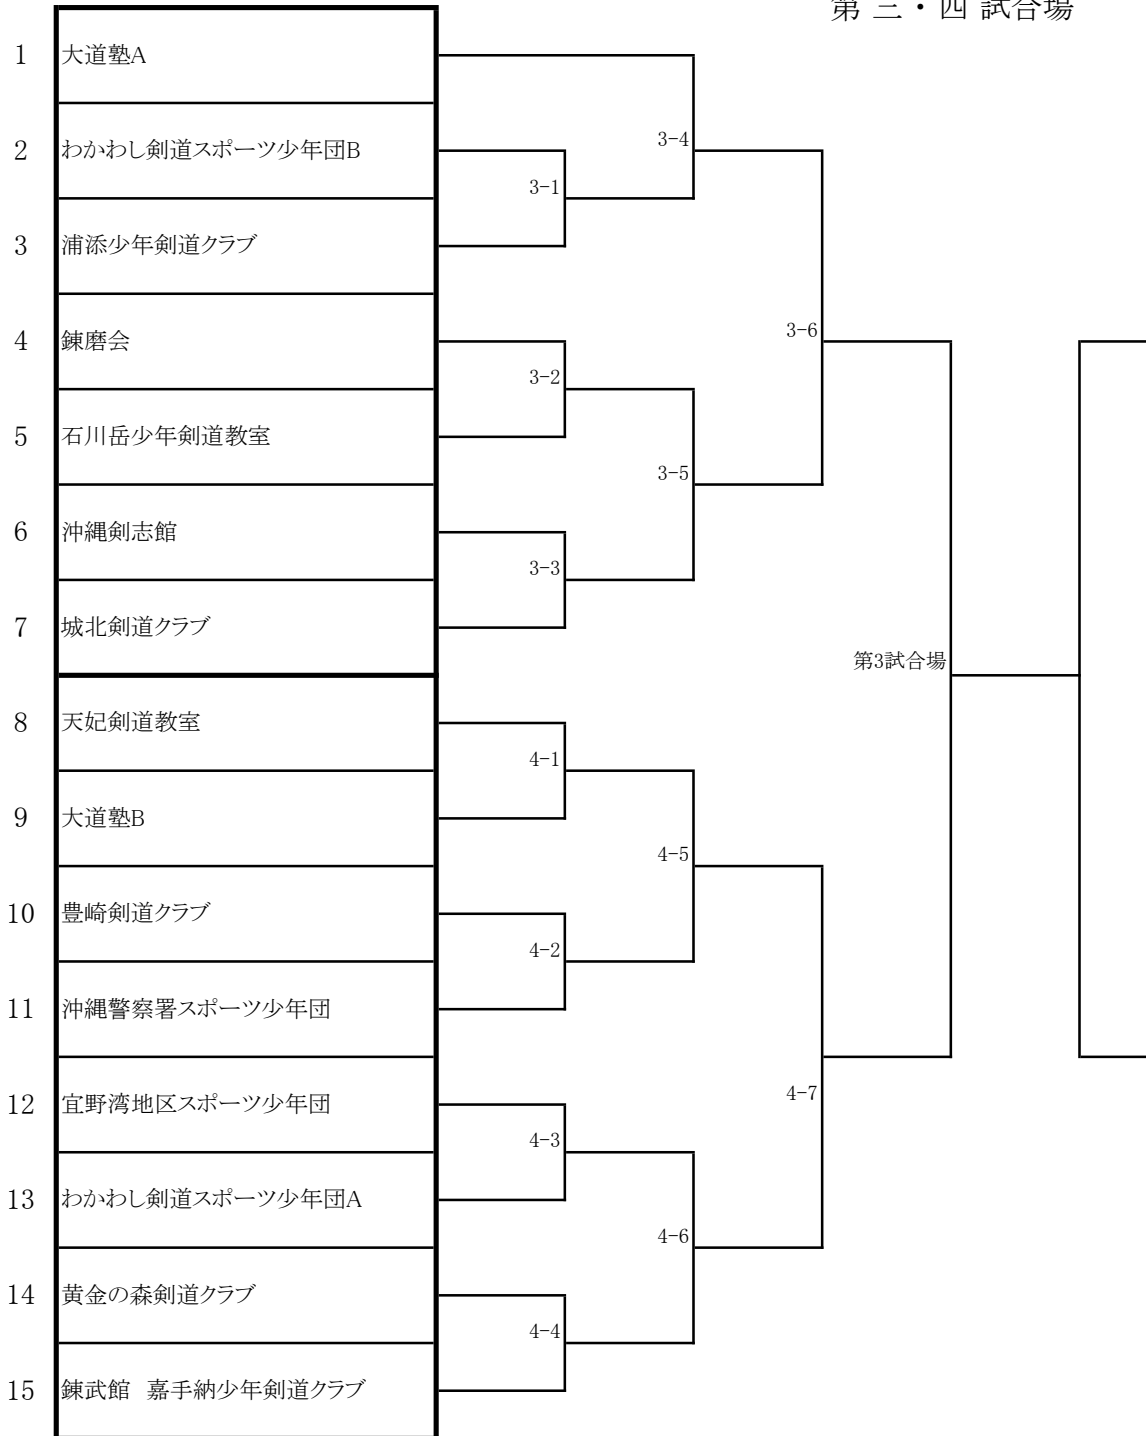 第 三 ・ 四 試合場
1 大道塾A
2 わかわし剣道スポーツ少年団B
3 浦添少年剣道クラブ
4 錬磨会
5 石川岳少年剣道教室
6 沖縄剣志館
7 城北剣道クラブ
8 天妃剣道教室
9 大道塾B
10 豊崎剣道クラブ
11 沖縄警察署スポーツ少年団
12 宜野湾地区スポーツ少年団
13 わかわし剣道スポーツ少年団A
14 黄金の森剣道クラブ
15 錬武館 嘉手納少年剣道クラブ
3-1
3-2
3-3
4-1
4-2
4-3
4-4
3-4
3-5
4-5
4-6
3-6
4-7
第3試合場